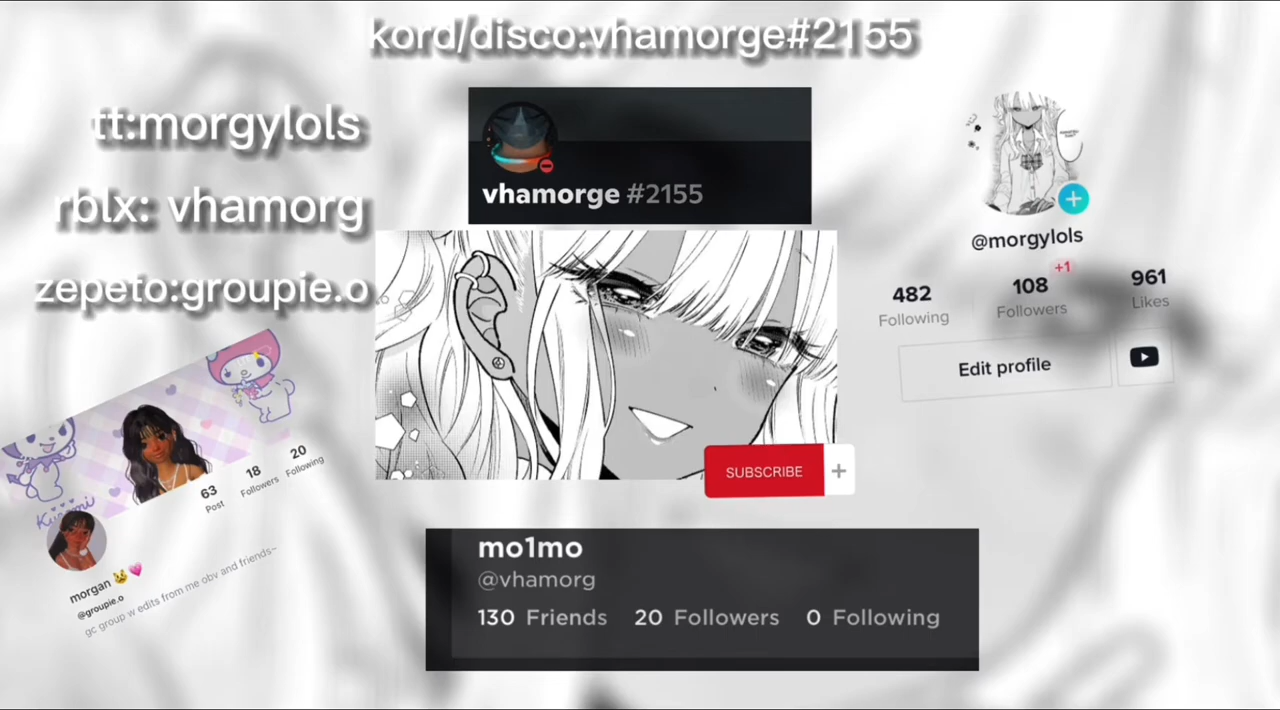 kord/disco:vhamorge#2155
tt:morgylols
rblx: vhamorg
zepeto:groupie.o
vhamorge #2155
@morgylols
+1
482 108 961
Following Followers Likes
Edit profile
SUBSCRIBE +
63 18 20
Post Followers Following
morgan 😿💗
@groupie.o
gc group w edits from me obv and friends~
mo1mo
@vhamorg
130 Friends 20 Followers 0 Following